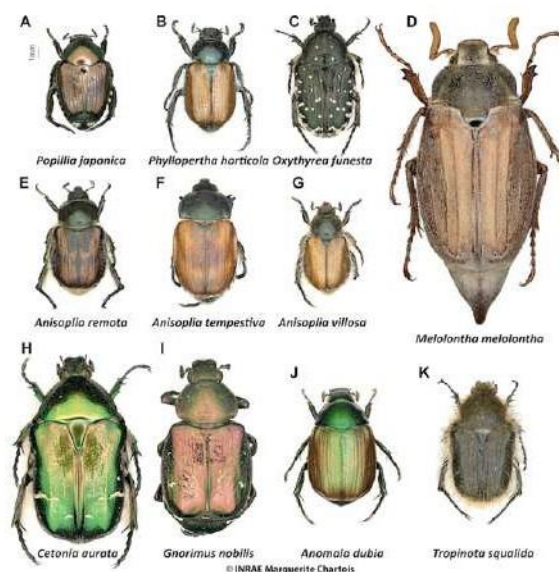 A
B
C
D
1mm
Popillia japonica
Phyllopertha horticola
Oxythyrea funesta
E
F
G
Anisoplia remota
Anisoplia tempestiva
Anisoplia villosa
Melolontha melolontha
H
I
J
K
Cetonia aurata
Gnorimus nobilis
Anomala dubia
Tropinota squalida
© INRAE Marguerite Chartois